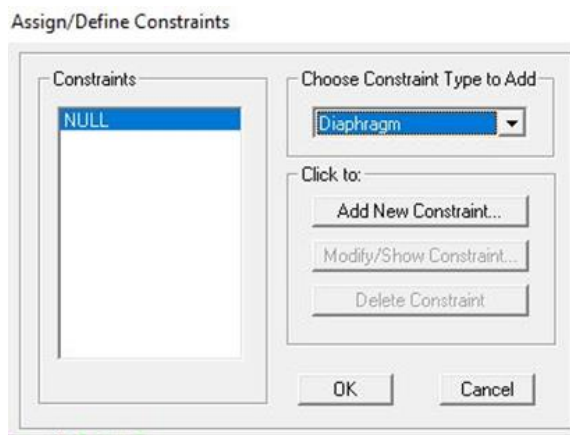 Assign/Define Constraints
Constraints
NULL
Choose Constraint Type to Add
Diaphragm
Click to:
Add New Constraint...
Modify/Show Constraint...
Delete Constraint
OK
Cancel